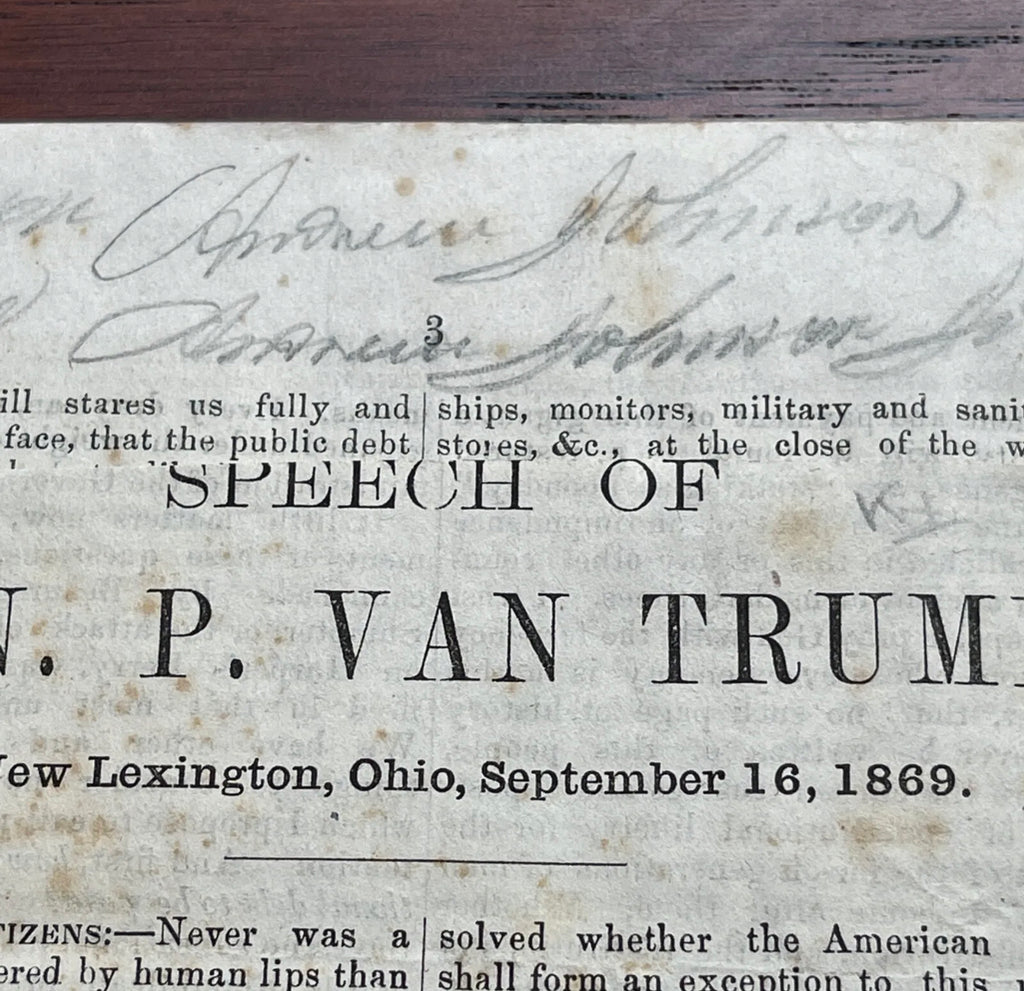 Andrew Johnson
Andrew Johnson Jr
3
ill stares us fully and
face, that the public debt
ships, monitors, military and sani
stores, &c., at the close of the w
SPEECH OF
N. P. VAN TRUM
New Lexington, Ohio, September 16, 1869.
TIZENS:—Never was a
ered by human lips than
solved whether the American
shall form an exception to this